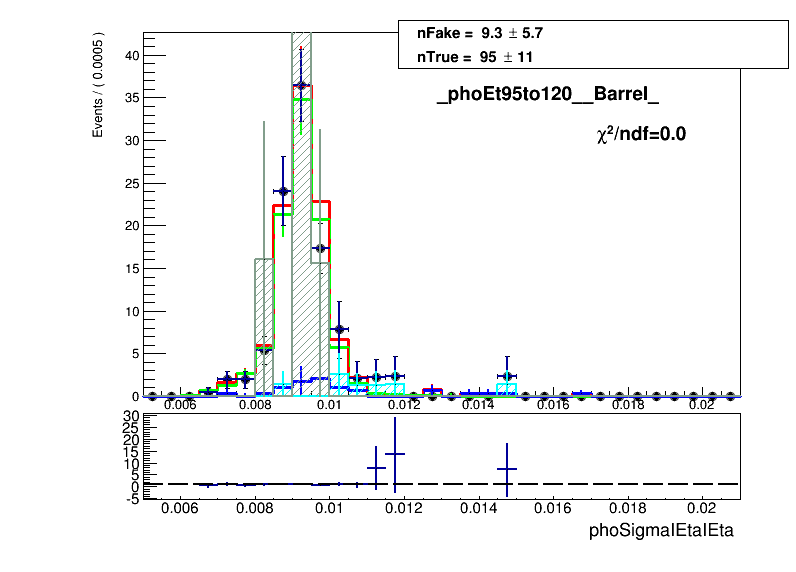 nFake = 9.3 ± 5.7
nTrue = 95 ± 11
_phoEt95to120__Barrel_
χ²/ndf=0.0
Events / ( 0.0005 )
40
35
30
25
20
15
10
5
0
0.006 0.008 0.01 0.012 0.014 0.016 0.018 0.02
30
25
20
15
10
5
0
-5
0.006 0.008 0.01 0.012 0.014 0.016 0.018 0.02
phoSigmaIEtaIEta